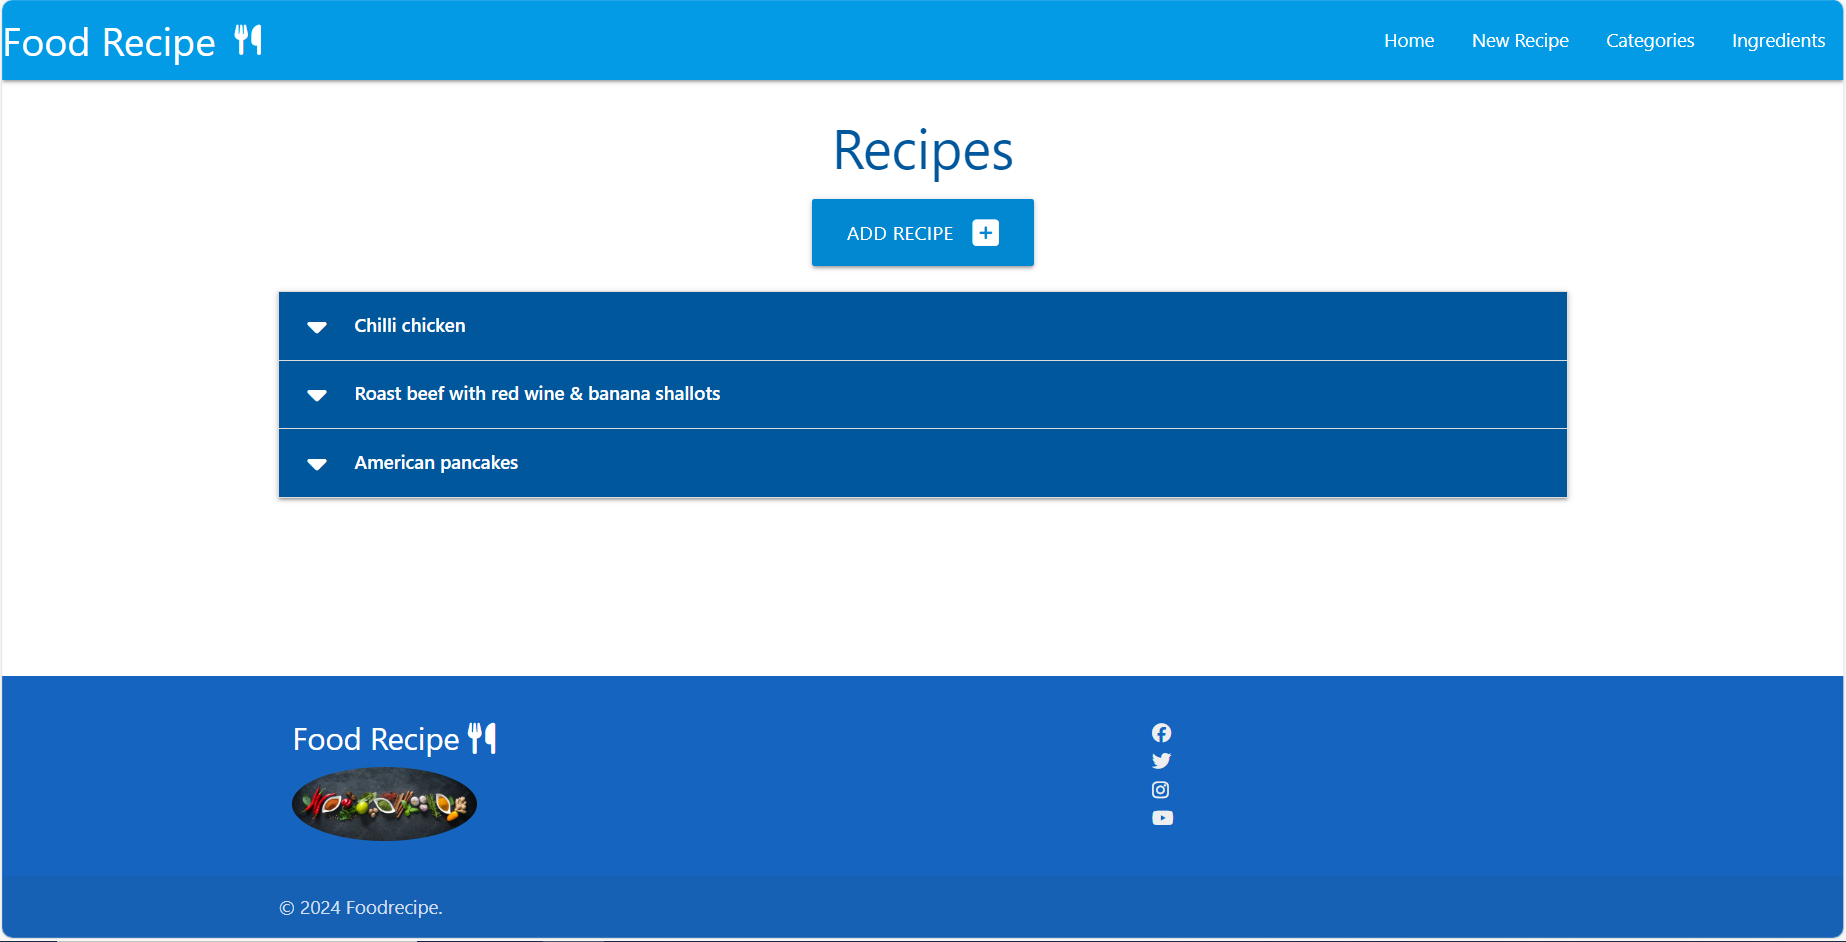 Food Recipe
Home
New Recipe
Categories
Ingredients
Recipes
ADD RECIPE
Chilli chicken
Roast beef with red wine & banana shallots
American pancakes
Food Recipe
© 2024 Foodrecipe.